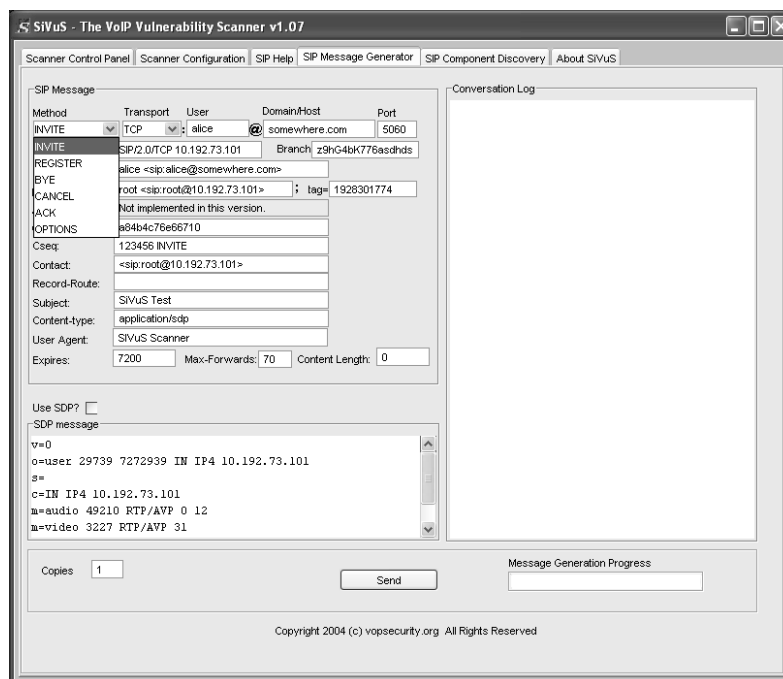 SiVuS - The VoIP Vulnerability Scanner v1.07
Scanner Control Panel Scanner Configuration SIP Help SIP Message Generator SIP Component Discovery About SiVuS
SIP Message
Method Transport User Domain/Host Port
INVITE TCP : alice @ somewhere.com 5060
INVITE
REGISTER
BYE
CANCEL
ACK
OPTIONS
SIP/2.0/TCP 10.192.73.101 Branch z9hG4bK776asdhds
alice <sip:alice@somewhere.com>
root <sip:root@10.192.73.101> ; tag= 1928301774
Not implemented in this version.
a84b4c76e66710
Cseq: 123456 INVITE
Contact: <sip:root@10.192.73.101>
Record-Route:
Subject: SiVuS Test
Content-type: application/sdp
User Agent: SIVuS Scanner
Expires: 7200 Max-Forwards: 70 Content Length: 0
Use SDP?
SDP message
v=0
o=user 29739 7272939 IN IP4 10.192.73.101
s=
c=IN IP4 10.192.73.101
m=audio 49210 RTP/AVP 0 12
m=video 3227 RTP/AVP 31
Conversation Log
Copies 1
Send
Message Generation Progress
Copyright 2004 (c) vopsecurity.org All Rights Reserved